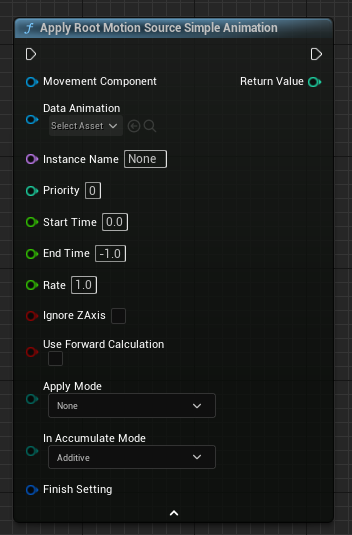 f Apply Root Motion Source Simple Animation
Movement Component Return Value
Data Animation
Select Asset
Instance Name None
Priority 0
Start Time 0.0
End Time -1.0
Rate 1.0
Ignore ZAxis
Use Forward Calculation
Apply Mode
None
In Accumulate Mode
Additive
Finish Setting